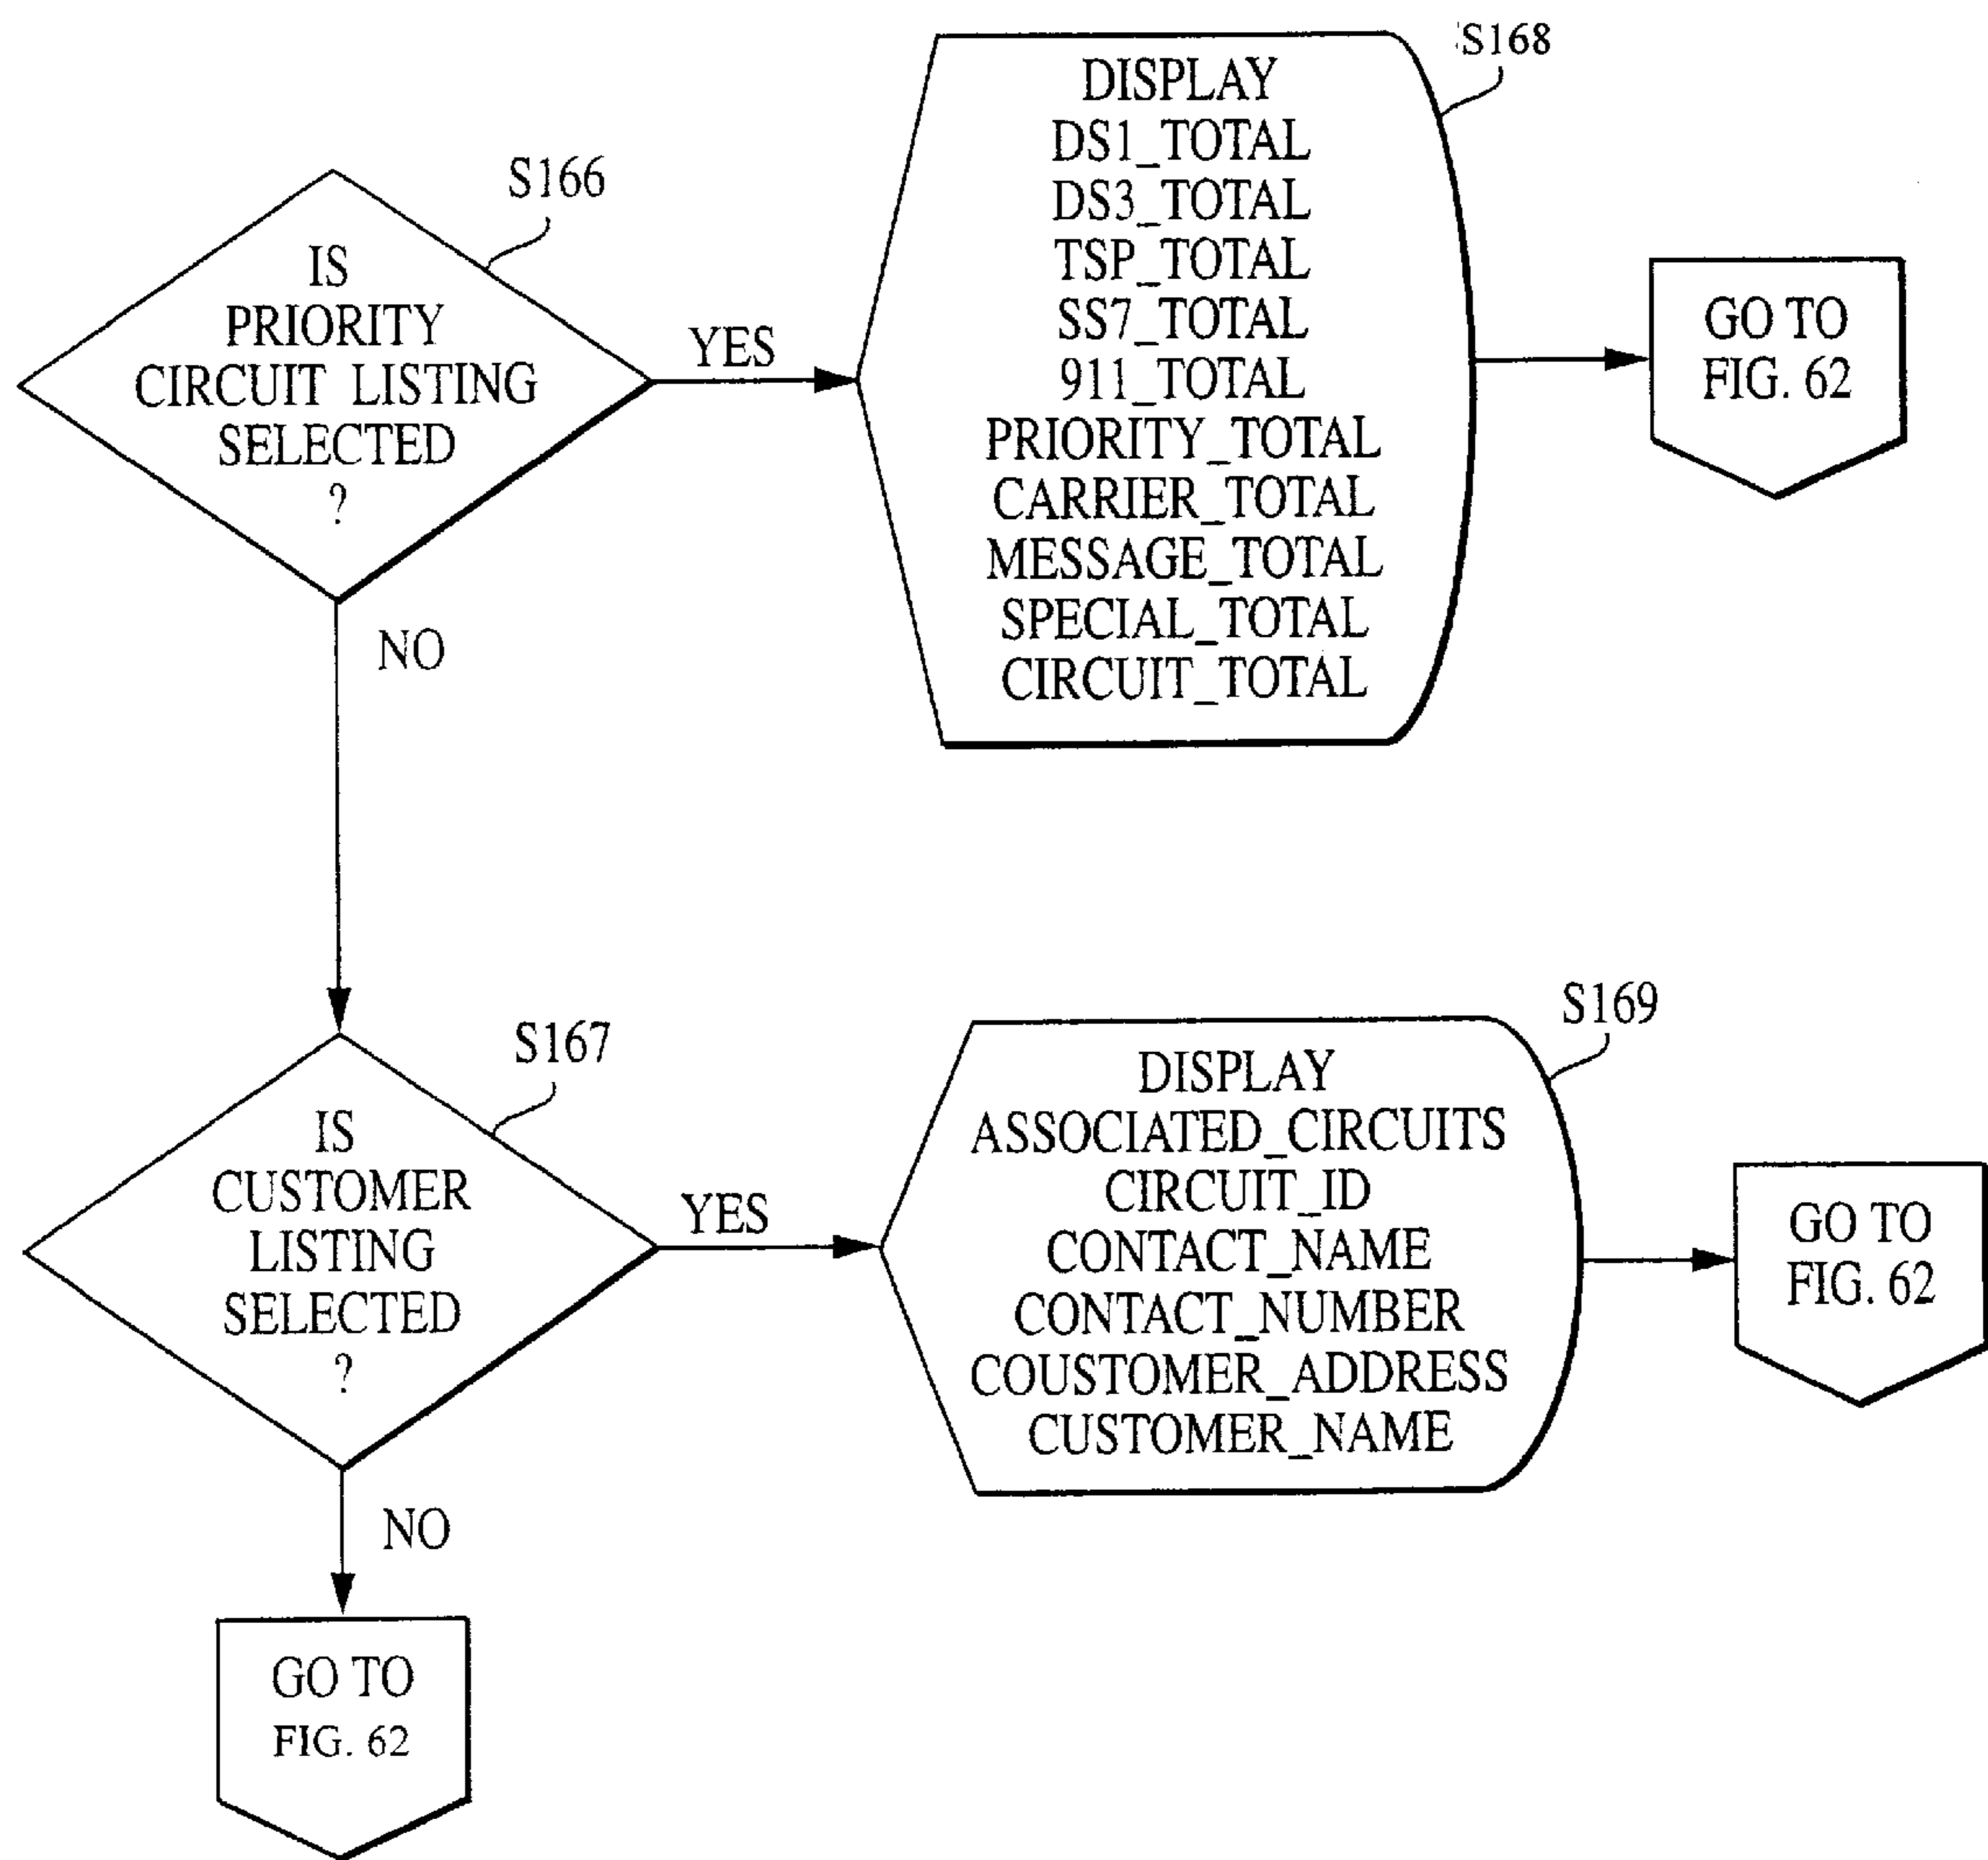 S166
IS
PRIORITY
CIRCUIT LISTING
SELECTED
?
YES
NO
S168
DISPLAY
DS1_TOTAL
DS3_TOTAL
TSP_TOTAL
SS7_TOTAL
911_TOTAL
PRIORITY_TOTAL
CARRIER_TOTAL
MESSAGE_TOTAL
SPECIAL_TOTAL
CIRCUIT_TOTAL
GO TO
FIG. 62
S167
IS
CUSTOMER
LISTING
SELECTED
?
YES
NO
S169
DISPLAY
ASSOCIATED_CIRCUITS
CIRCUIT_ID
CONTACT_NAME
CONTACT_NUMBER
COUSTOMER_ADDRESS
CUSTOMER_NAME
GO TO
FIG. 62
GO TO
FIG. 62